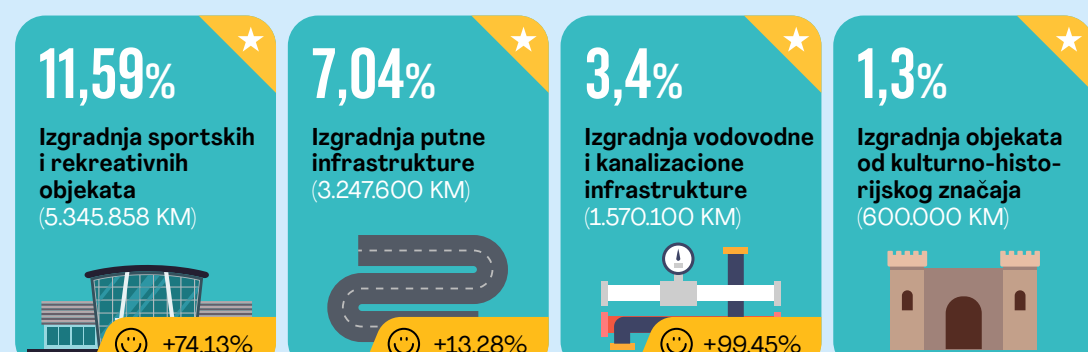 11,59%
Izgradnja sportskih
i rekreativnih
objekata
(5.345.858 KM)
+74,13%
7,04%
Izgradnja putne
infrastrukture
(3.247.600 KM)
+13,28%
3,4%
Izgradnja vodovodne
i kanalizacione
infrastrukture
(1.570.100 KM)
+99,45%
1,3%
Izgradnja objekata
od kulturno-histo-
rijskog značaja
(600.000 KM)